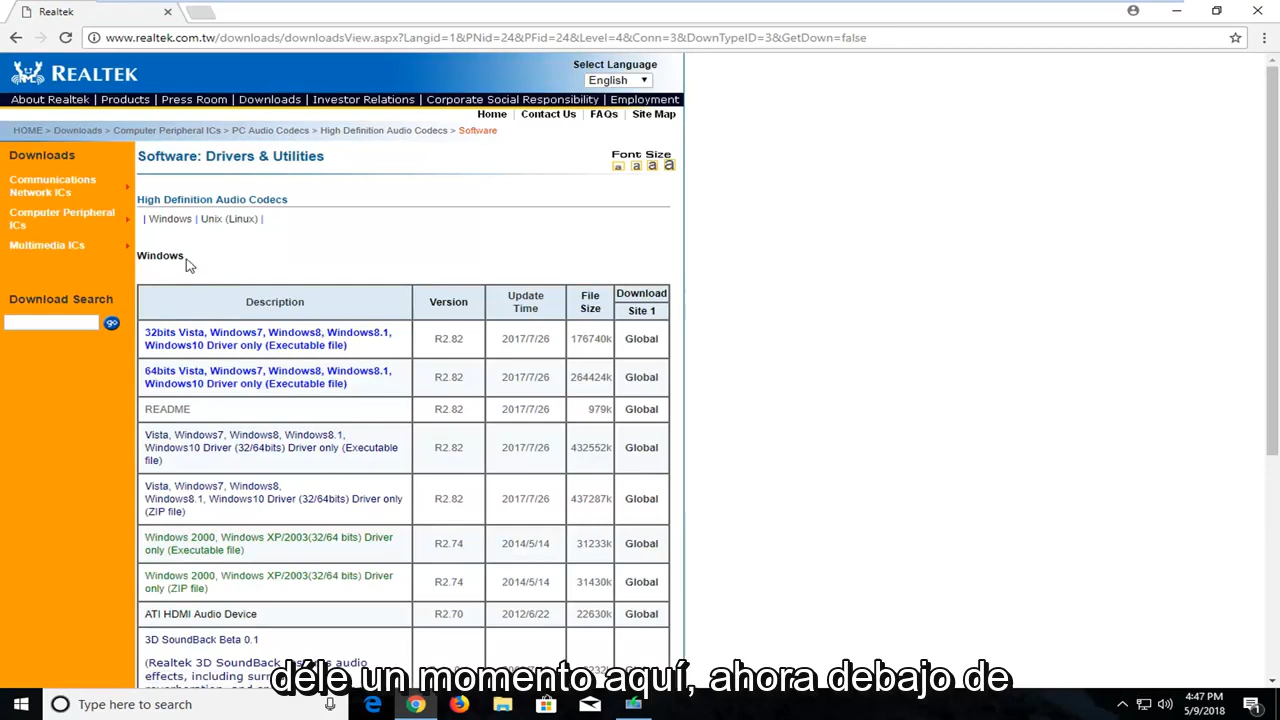 Realtek
www.realtek.com.tw/downloads/downloadsView.aspx?Langid=1&PNid=24&PFid=24&Level=4&Conn=3&DownTypeID=3&GetDown=false
REALTEK
Select Language
English
About Realtek | Products | Press Room | Downloads | Investor Relations | Corporate Social Responsibility | Employment
Home | Contact Us | FAQs | Site Map
HOME > Downloads > Computer Peripheral ICs > PC Audio Codecs > High Definition Audio Codecs > Software
Downloads
Communications
Network ICs
Computer Peripheral
ICs
Multimedia ICs
Download Search
go
Software: Drivers & Utilities
Font Size
a a a a
High Definition Audio Codecs
| Windows | Unix (Linux) |
Windows
Description Version Update Time File Size Download Site 1
32bits Vista, Windows7, Windows8, Windows8.1,
Windows10 Driver only (Executable file) R2.82 2017/7/26 176740k Global
64bits Vista, Windows7, Windows8, Windows8.1,
Windows10 Driver only (Executable file) R2.82 2017/7/26 264424k Global
README R2.82 2017/7/26 979k Global
Vista, Windows7, Windows8, Windows8.1,
Windows10 Driver (32/64bits) Driver only (Executable R2.82 2017/7/26 432552k Global
file)
Vista, Windows7, Windows8,
Windows8.1, Windows10 Driver (32/64bits) Driver only R2.82 2017/7/26 437287k Global
(ZIP file)
Windows 2000, Windows XP/2003(32/64 bits) Driver
only (Executable file) R2.74 2014/5/14 31233k Global
Windows 2000, Windows XP/2003(32/64 bits) Driver
only (ZIP file) R2.74 2014/5/14 31430k Global
ATI HDMI Audio Device R2.70 2012/6/22 22630k Global
3D SoundBack Beta 0.1
(Realtek 3D SoundBack audio
effects, including
déle un momento aquí, ahora debajo de
Type here to search
4:47 PM
5/9/2018
1